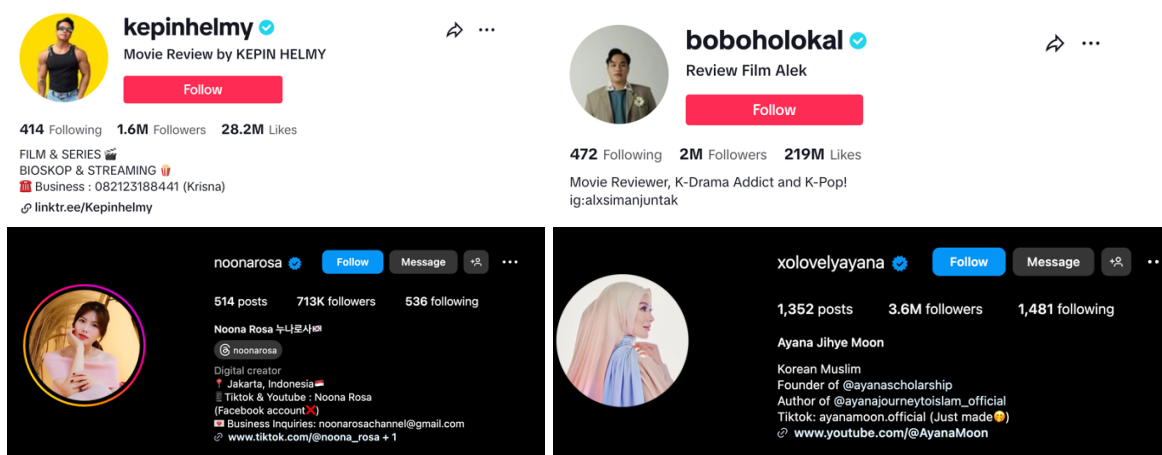 kepinhelmy
Movie Review by KEPIN HELMY
Follow
414 Following 1.6M Followers 28.2M Likes
FILM & SERIES 🎬
BIOSKOP & STREAMING 🍿
☎️ Business : 082123188441 (Krisna)
linktr.ee/Kepinhelmy
boboholokal
Review Film Alek
Follow
472 Following 2M Followers 219M Likes
Movie Reviewer, K-Drama Addict and K-Pop!
ig:alxsimanjuntak
noonarosa Follow Message
514 posts 713K followers 536 following
Noona Rosa 누나로사🇰🇷
noonarosa
Digital creator
📍 Jakarta, Indonesia🇮🇩
📱Tiktok & Youtube : Noona Rosa
(Facebook account❌)
💌 Business Inquiries: noonarosachannel@gmail.com
www.tiktok.com/@noona_rosa + 1
xolovelyayana Follow Message
1,352 posts 3.6M followers 1,481 following
Ayana Jihye Moon
Korean Muslim
Founder of @ayanascholarship
Author of @ayanajourneytoislam_official
Tiktok: ayanamoon.official (Just made😋)
www.youtube.com/@AyanaMoon